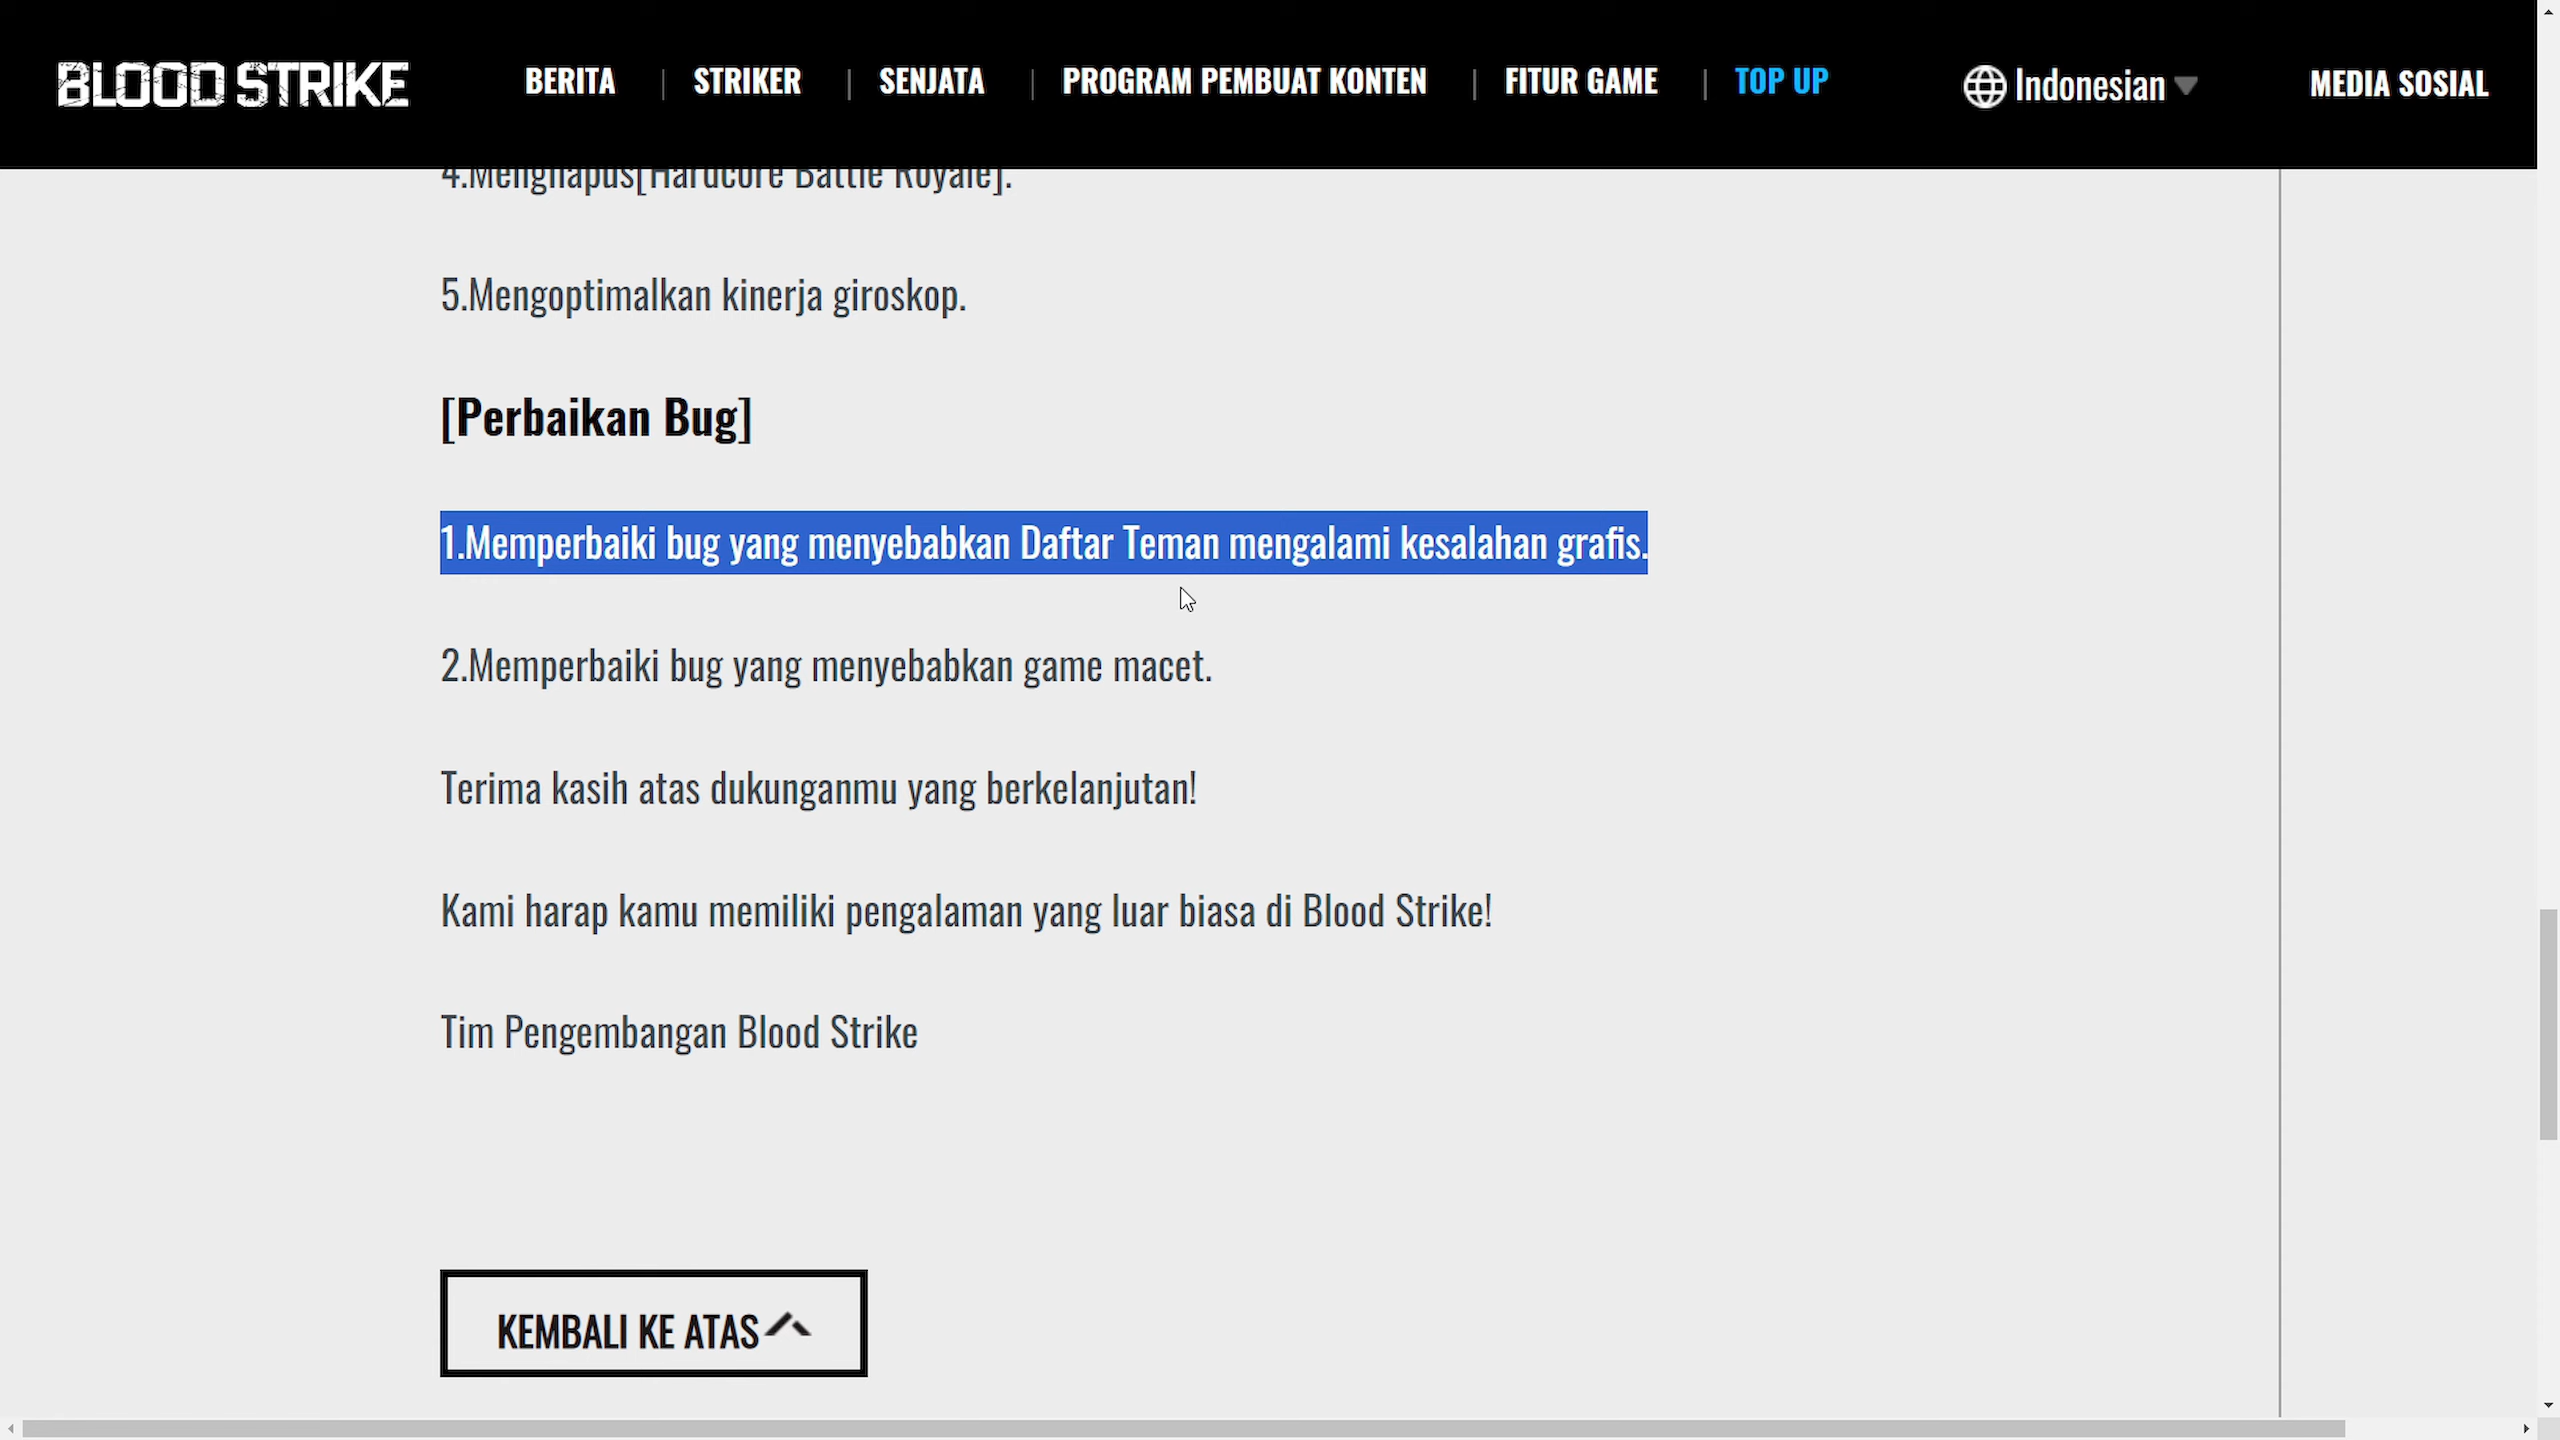 BLOOD STRIKE
BERITA | STRIKER | SENJATA | PROGRAM PEMBUAT KONTEN | FITUR GAME | TOP UP
Indonesian
MEDIA SOSIAL
4.Menghapus[Hardcore Battle Royale].
5.Mengoptimalkan kinerja giroskop.
[Perbaikan Bug]
1.Memperbaiki bug yang menyebabkan Daftar Teman mengalami kesalahan grafis.
2.Memperbaiki bug yang menyebabkan game macet.
Terima kasih atas dukunganmu yang berkelanjutan!
Kami harap kamu memiliki pengalaman yang luar biasa di Blood Strike!
Tim Pengembangan Blood Strike
KEMBALI KE ATAS